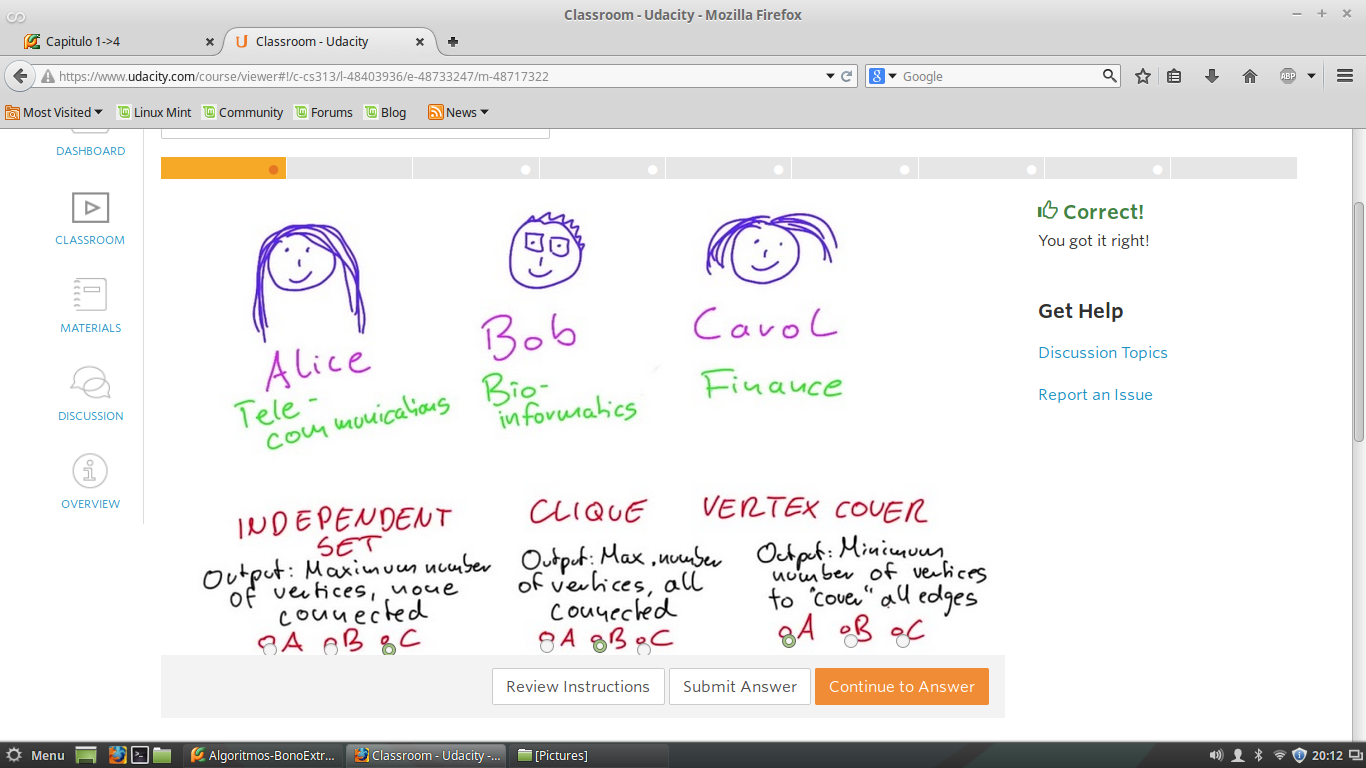 Classroom - Udacity - Mozilla Firefox
Capitulo 1->4
Classroom - Udacity
https://www.udacity.com/course/viewer#!/c-cs313/l-48403936/e-48733247/m-48717322
Google
ABP
Most Visited
Linux Mint
Community
Forums
Blog
News
DASHBOARD
CLASSROOM
MATERIALS
DISCUSSION
OVERVIEW
Alice
Tele-
communications
Bob
Bio-
informatics
Carol
Finance
INDEPENDENT
SET
Output: Maximum number
of vertices, none
connected
A B C
CLIQUE
Output: Max. number
of vertices, all
connected
A B C
VERTEX COVER
Output: Minimum
number of vertices
to "cover" all edges
A B C
Correct!
You got it right!
Get Help
Discussion Topics
Report an Issue
Review Instructions
Submit Answer
Continue to Answer
Menu
Algoritmos-BonoExtr...
Classroom - Udacity -...
[Pictures]
20:12